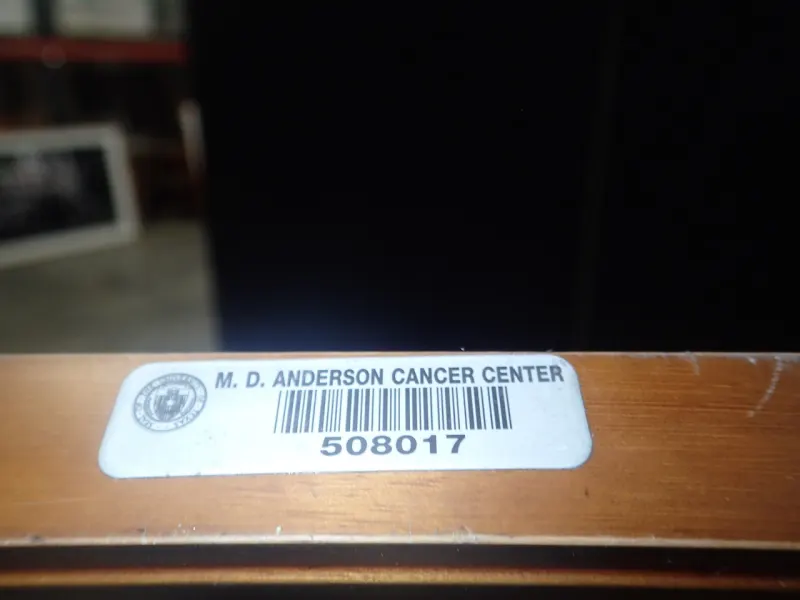 M. D. ANDERSON CANCER CENTER
508017